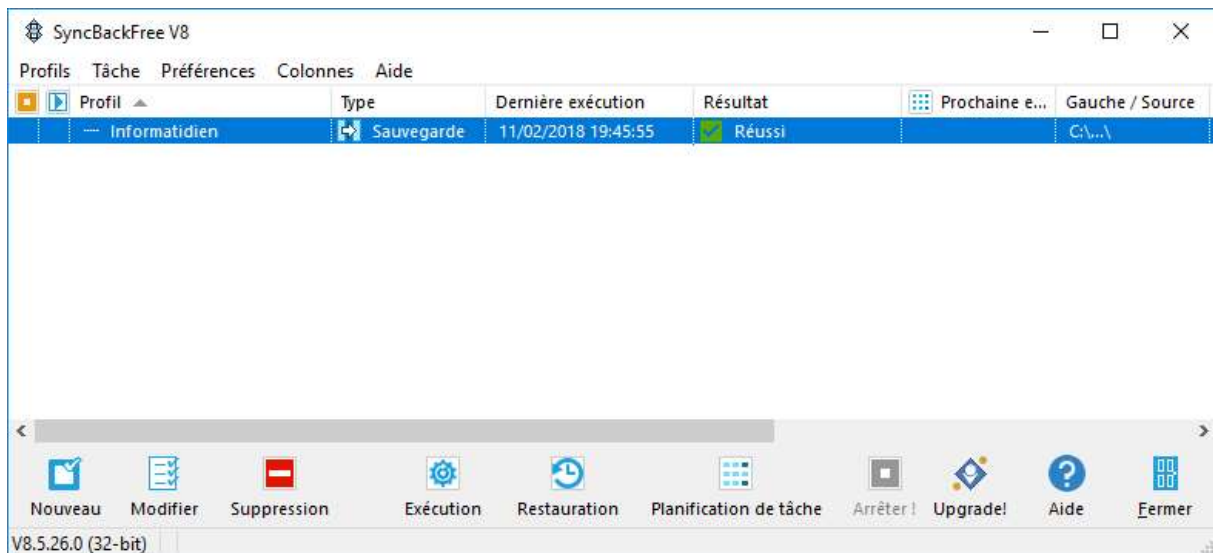 SyncBackFree V8
Profils Tâche Préférences Colonnes Aide
Profil Type Dernière exécution Résultat Prochaine e... Gauche / Source
Informatidien Sauvegarde 11/02/2018 19:45:55 Réussi C:\...\
Nouveau Modifier Suppression Exécution Restauration Planification de tâche Arrêter ! Upgrade! Aide Fermer
V8.5.26.0 (32-bit)